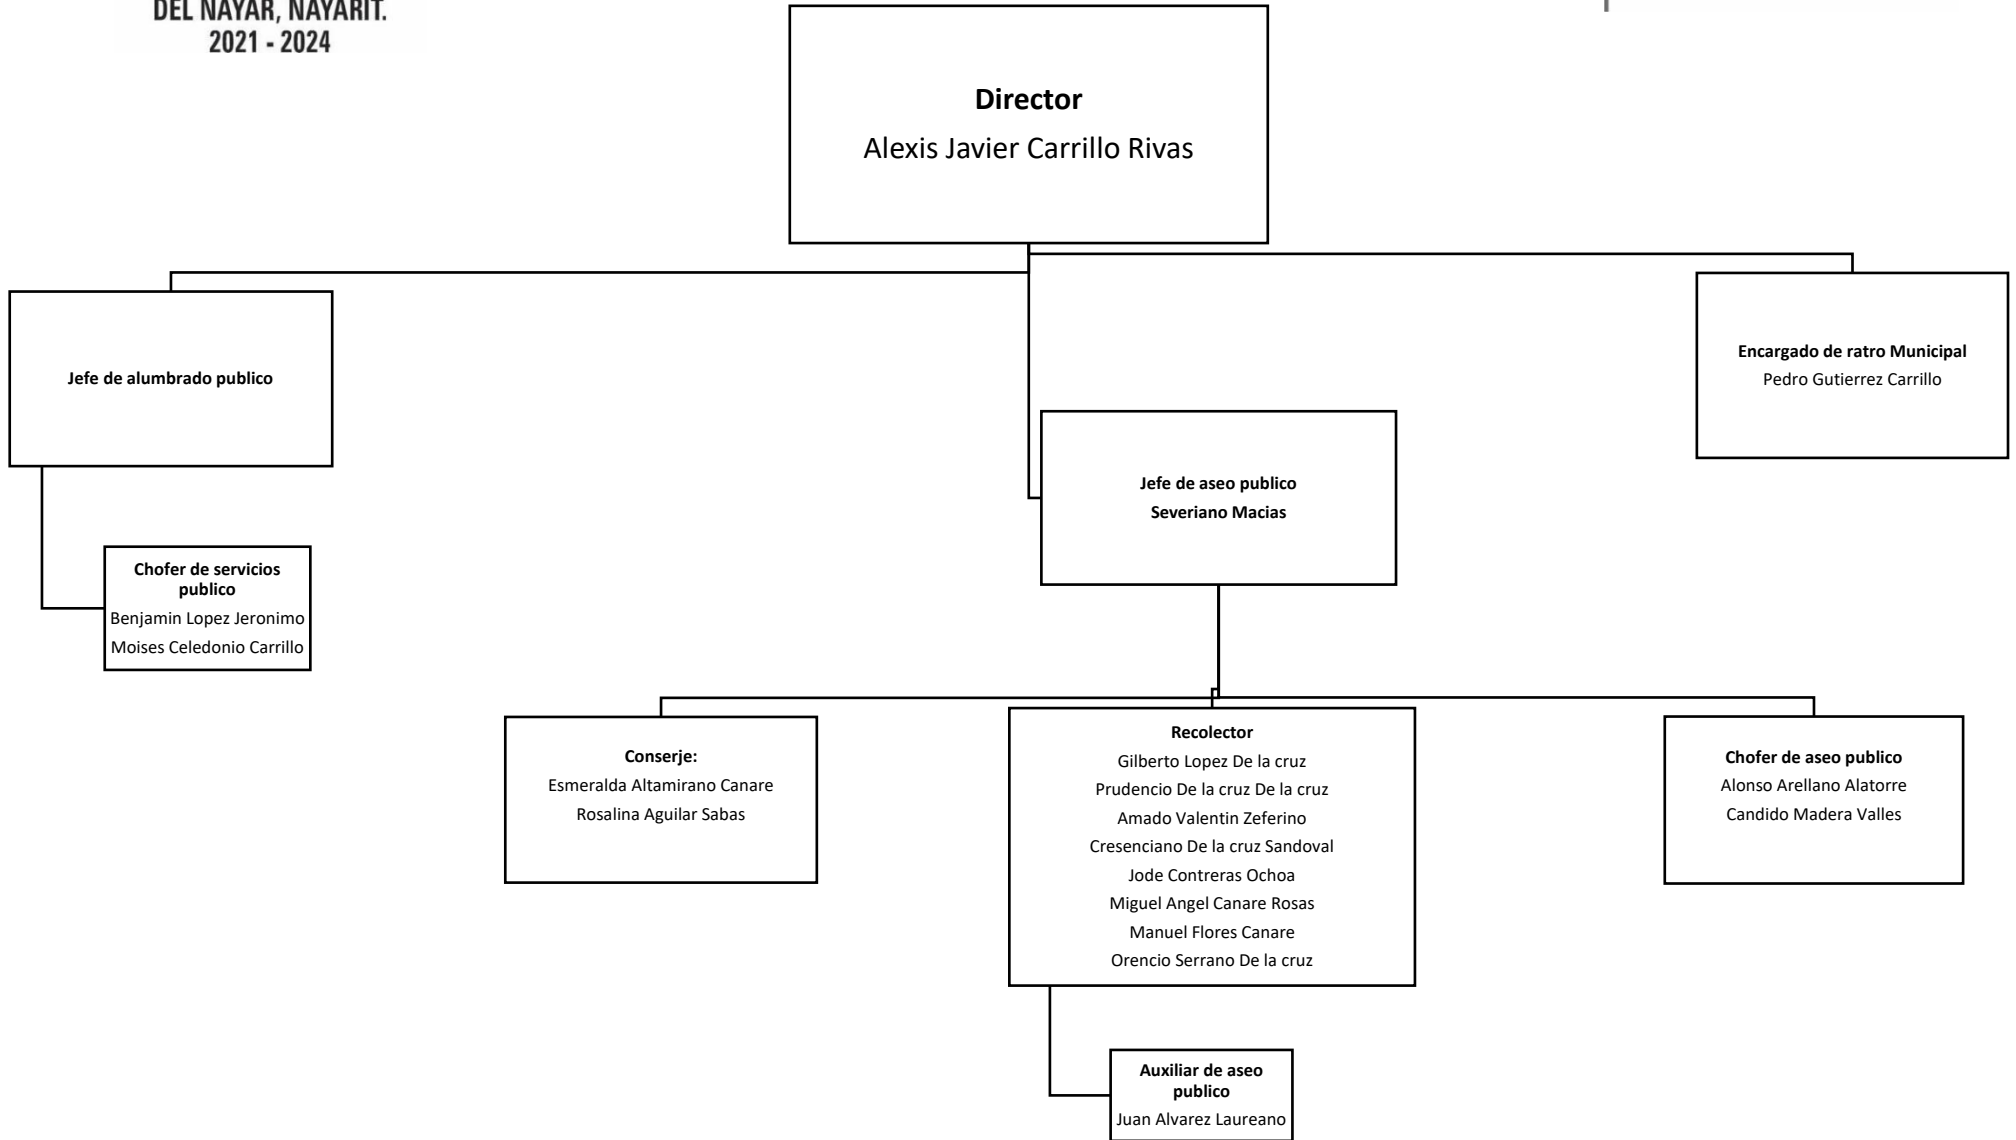 DEL NAYAR, NAYARIT.
2021 - 2024
Director
Alexis Javier Carrillo Rivas
Jefe de alumbrado publico
Encargado de ratro Municipal
Pedro Gutierrez Carrillo
Jefe de aseo publico
Severiano Macias
Chofer de servicios
publico
Benjamin Lopez Jeronimo
Moises Celedonio Carrillo
Conserje:
Esmeralda Altamirano Canare
Rosalina Aguilar Sabas
Recolector
Gilberto Lopez De la cruz
Prudencio De la cruz De la cruz
Amado Valentin Zeferino
Cresenciano De la cruz Sandoval
Jode Contreras Ochoa
Miguel Angel Canare Rosas
Manuel Flores Canare
Orencio Serrano De la cruz
Chofer de aseo publico
Alonso Arellano Alatorre
Candido Madera Valles
Auxiliar de aseo
publico
Juan Alvarez Laureano